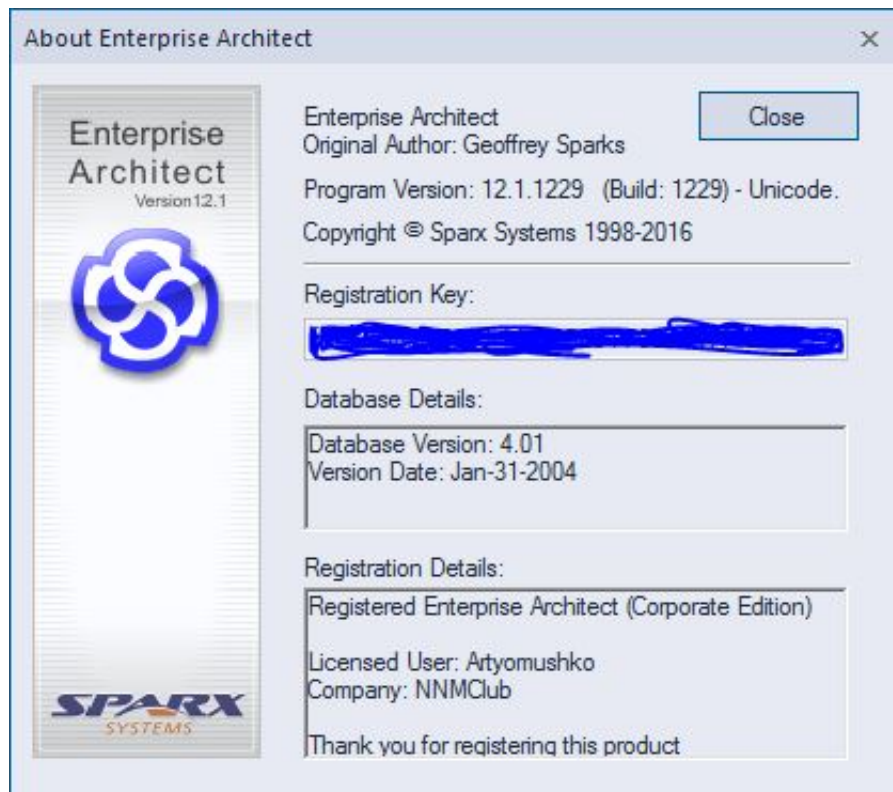 About Enterprise Architect
Enterprise
Architect
Version12.1
SPARX
SYSTEMS
Close
Enterprise Architect
Original Author: Geoffrey Sparks
Program Version: 12.1.1229 (Build: 1229) - Unicode.
Copyright © Sparx Systems 1998-2016
Registration Key:
Database Details:
Database Version: 4.01
Version Date: Jan-31-2004
Registration Details:
Registered Enterprise Architect (Corporate Edition)
Licensed User: Artyomushko
Company: NNMClub
Thank you for registering this product